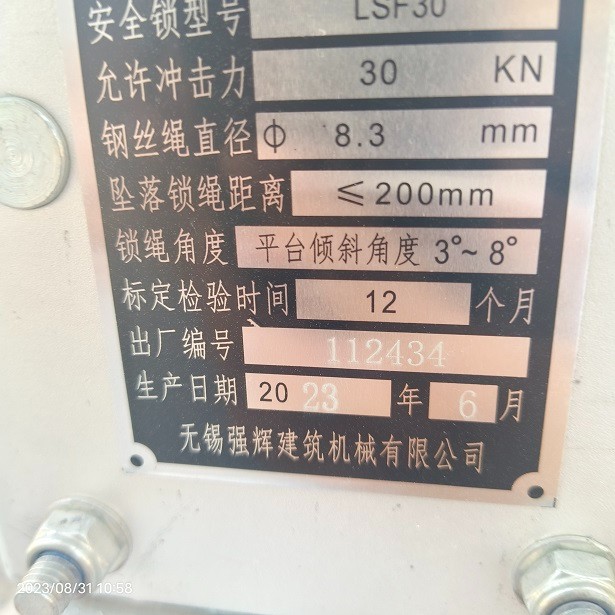 安全锁型号 LSF30
允许冲击力 30 KN
钢丝绳直径 φ 8.3 mm
坠落锁绳距离 ≤200mm
锁绳角度 平台倾斜角度 3°~8°
标定检验时间 12 个月
出厂编号 112434
生产日期 2023 年 6 月
无锡强辉建筑机械有限公司
2023/08/31 10:58